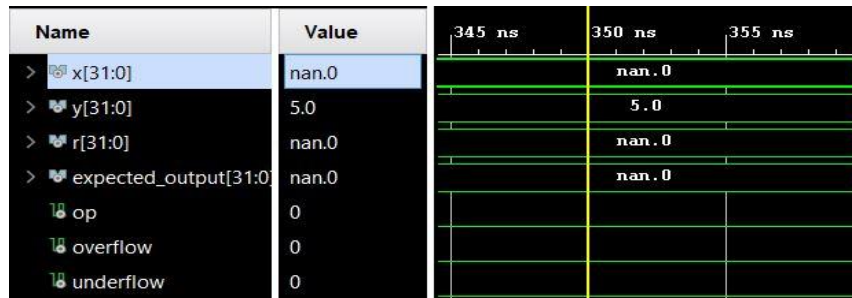 Name Value 345 ns 350 ns 355 ns
x[31:0] nan.0 nan.0
y[31:0] 5.0 5.0
r[31:0] nan.0 nan.0
expected_output[31:0] nan.0 nan.0
op 0
overflow 0
underflow 0